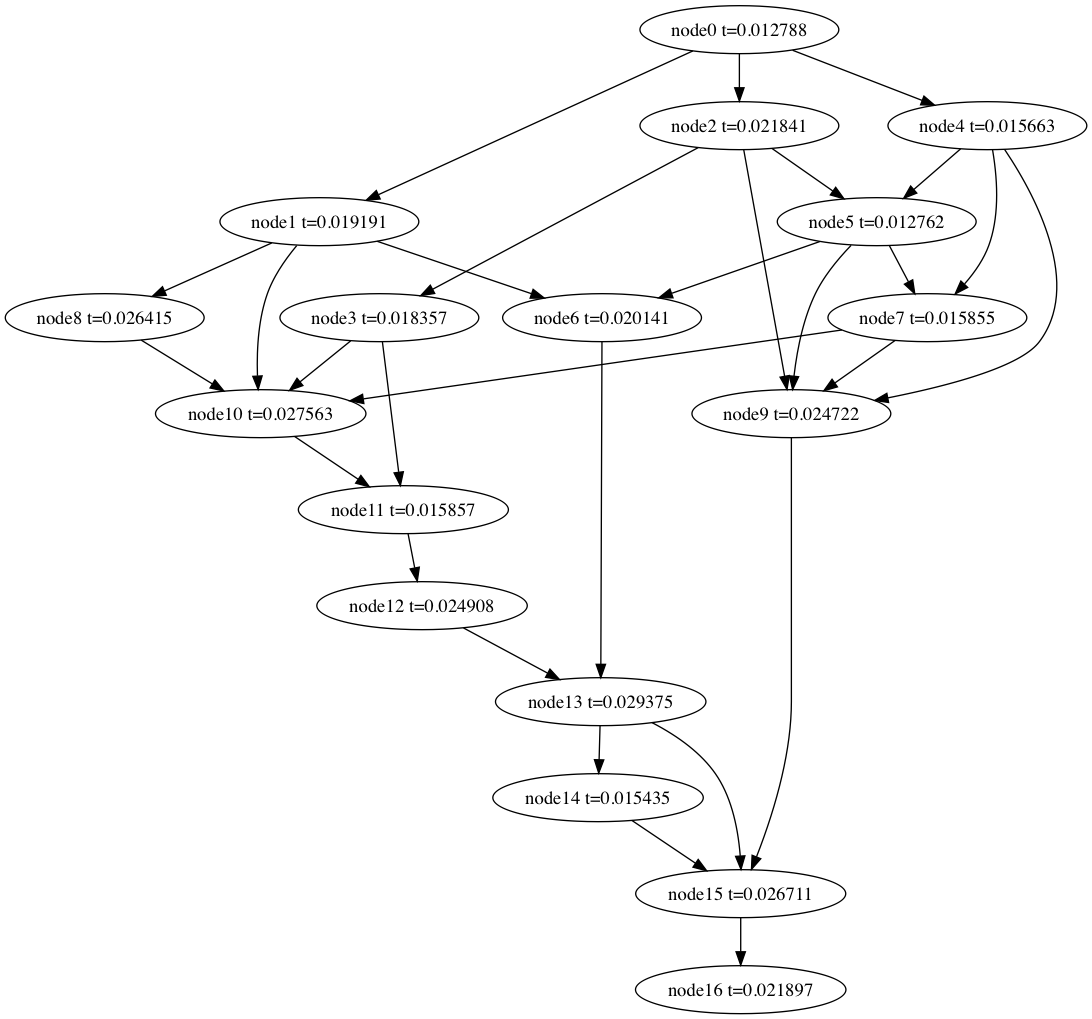 node0 t=0.012788
node2 t=0.021841
node4 t=0.015663
node1 t=0.019191
node5 t=0.012762
node8 t=0.026415
node3 t=0.018357
node6 t=0.020141
node7 t=0.015855
node10 t=0.027563
node9 t=0.024722
node11 t=0.015857
node12 t=0.024908
node13 t=0.029375
node14 t=0.015435
node15 t=0.026711
node16 t=0.021897